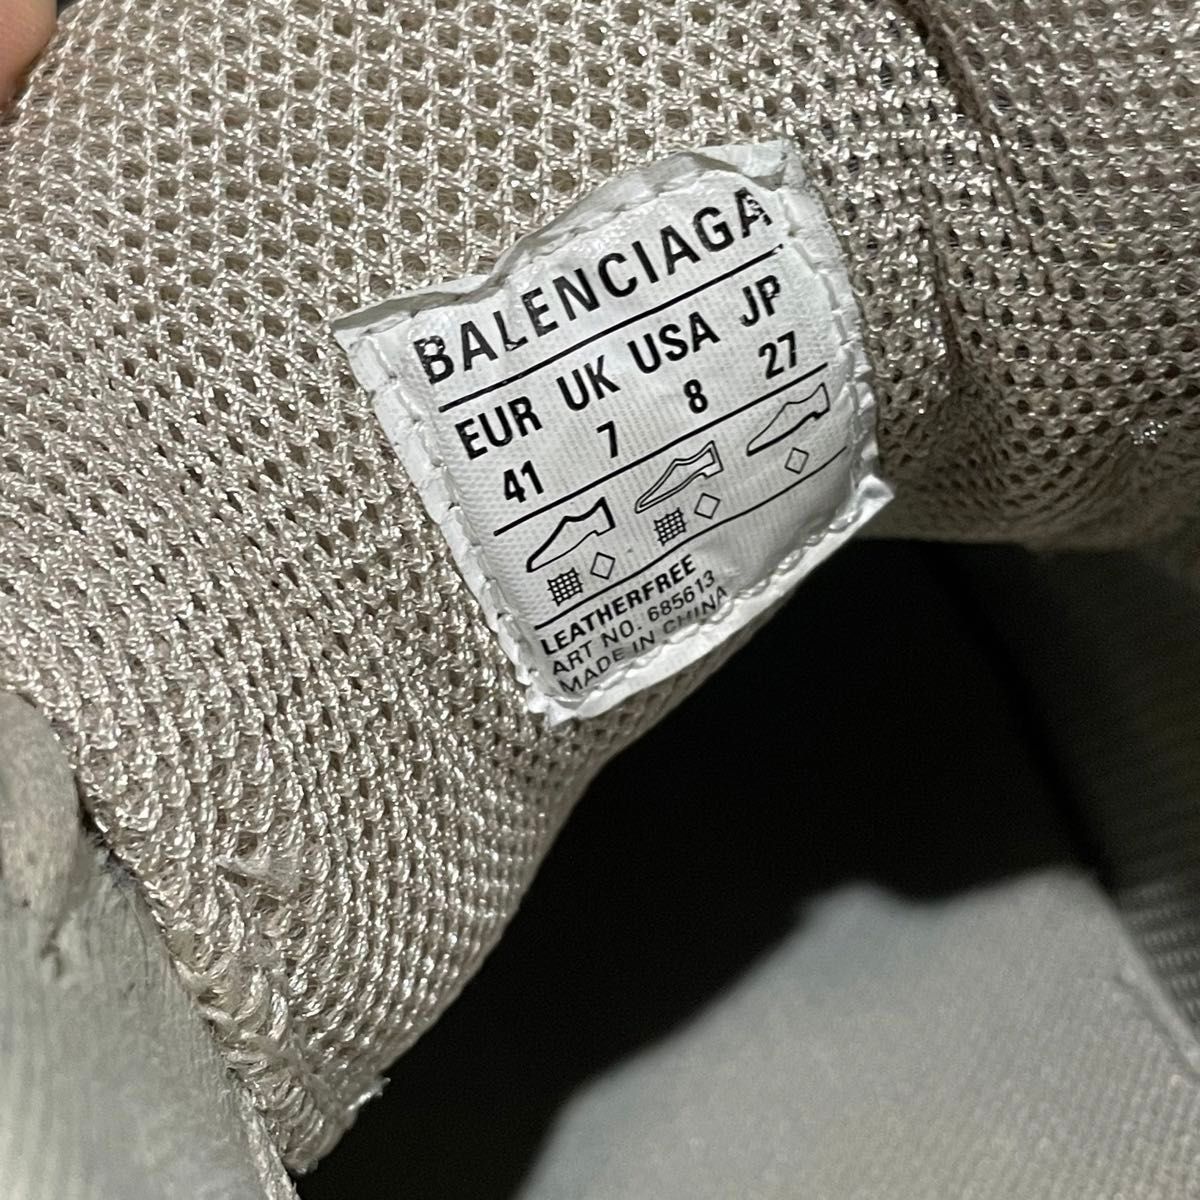 BALENCIAGA
EUR UK USA JP
41 7 8 27
LEATHERFREE
ART NO. 685613
MADE IN CHINA